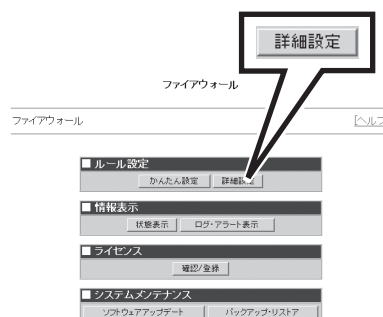 詳細設定
ファイアウォール
ファイアウォール [ヘルプ
■ ルール設定
かんたん設定 詳細設定
■ 情報表示
状態表示 ログ・アラート表示
■ ライセンス
確認/登録
■ システムメンテナンス
ソフトウェアアップデート バックアップ・リストア